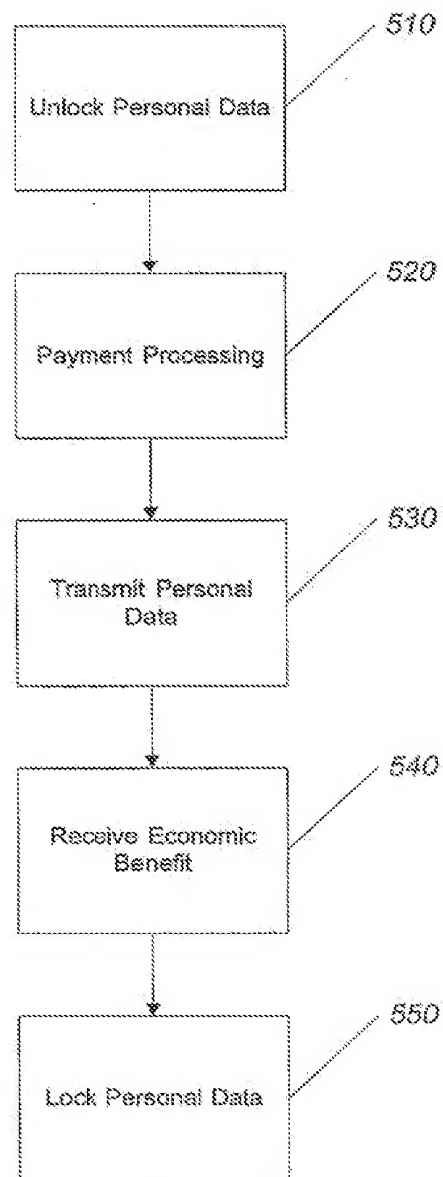 510
Unlock Personal Data
520
Payment Processing
530
Transmit Personal
Data
540
Receive Economic
Benefit
550
Lock Personal Data